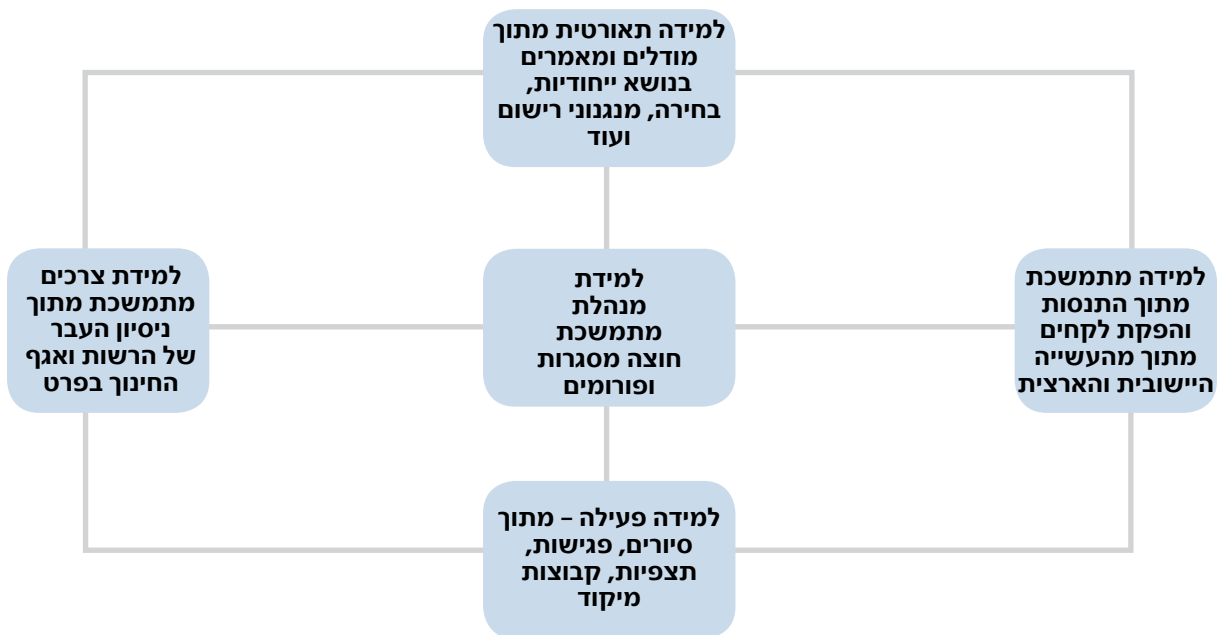 למידה תאורטית מתוך
מודלים ומאמרים
בנושא ייחודיות,
בחירה, מנגנוני רישום
ועוד
למידה מתמשכת
מתוך התנסות
והפקת לקחים
מתוך מהעשייה
היישובית והארצית
למידת
מנהלת
מתמשכת
חוצה מסגרות
ופורומים
למידת צרכים
מתמשכת מתוך
ניסיון העבר
של הרשות ואגף
החינוך בפרט
למידה פעילה – מתוך
סיורים, פגישות,
תצפיות, קבוצות
מיקוד